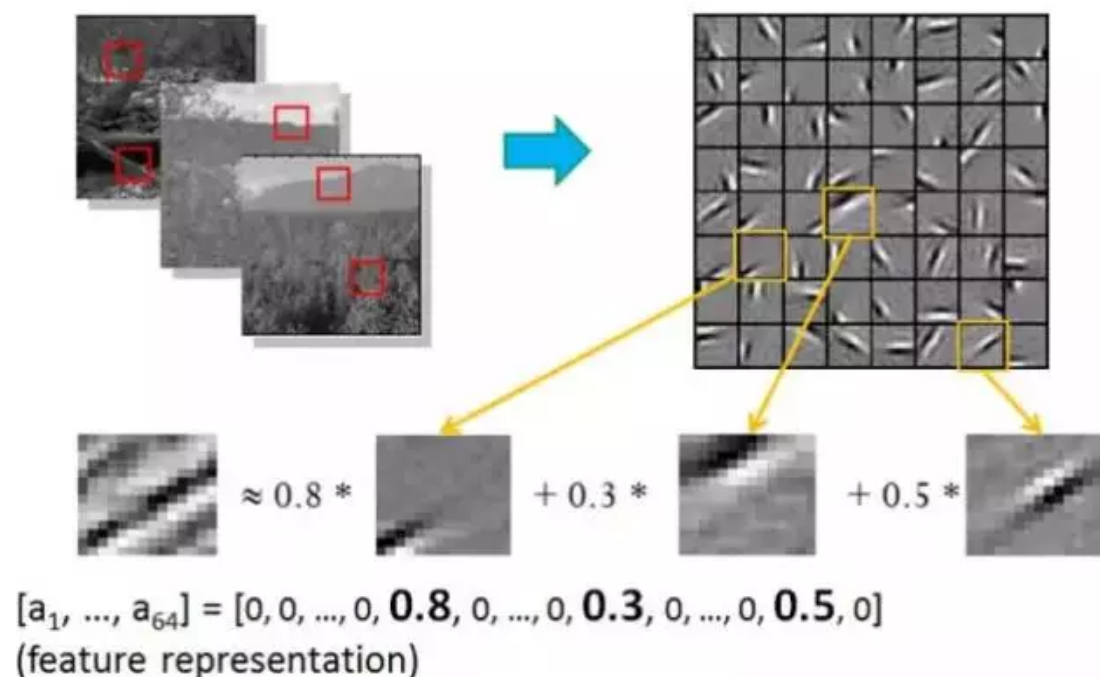 ≈ 0.8 * + 0.3 * + 0.5 *
[a₁, ..., a₆₄] = [0, 0, ..., 0, 0.8, 0, ..., 0, 0.3, 0, ..., 0, 0.5, 0]
(feature representation)